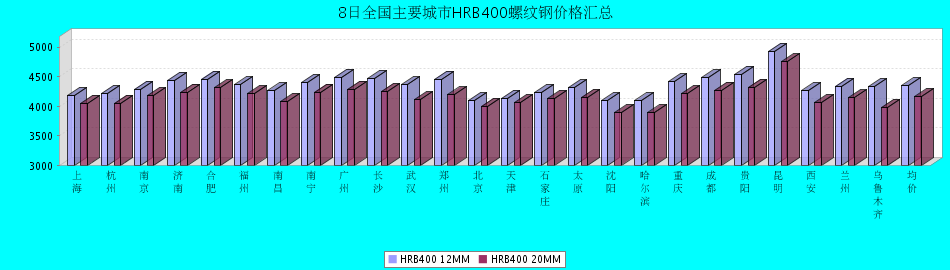 8日全国主要城市HRB400螺纹钢价格汇总
5000
4500
4000
3500
3000
上海
杭州
南京
济南
合肥
福州
南昌
南宁
广州
长沙
武汉
郑州
北京
天津
石家庄
太原
沈阳
哈尔滨
重庆
成都
贵阳
昆明
西安
兰州
乌鲁木齐
均价
HRB400 12MM HRB400 20MM